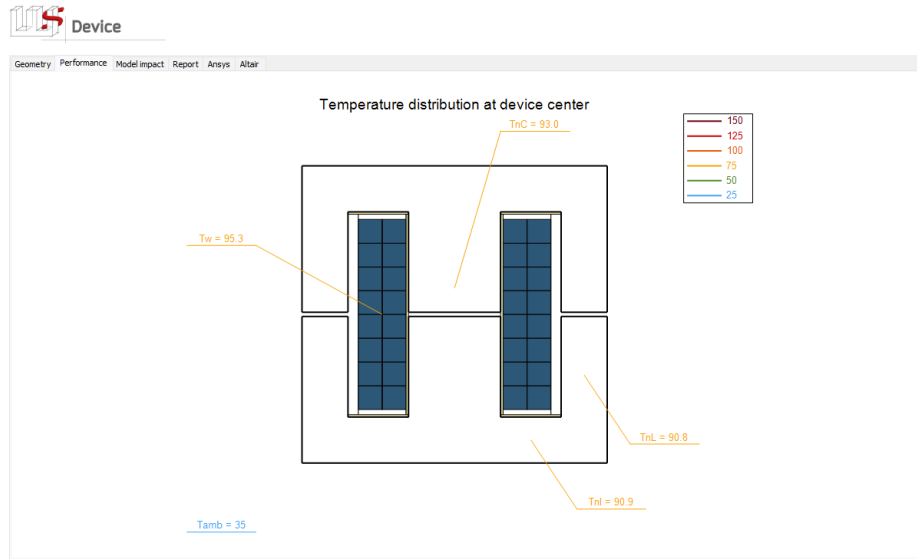 Device
Geometry Performance Model impact Report Ansys Altair
Temperature distribution at device center
TnC = 93.0
150
125
100
75
50
25
Tw = 95.3
TnL = 90.8
TnI = 90.9
Tamb = 35